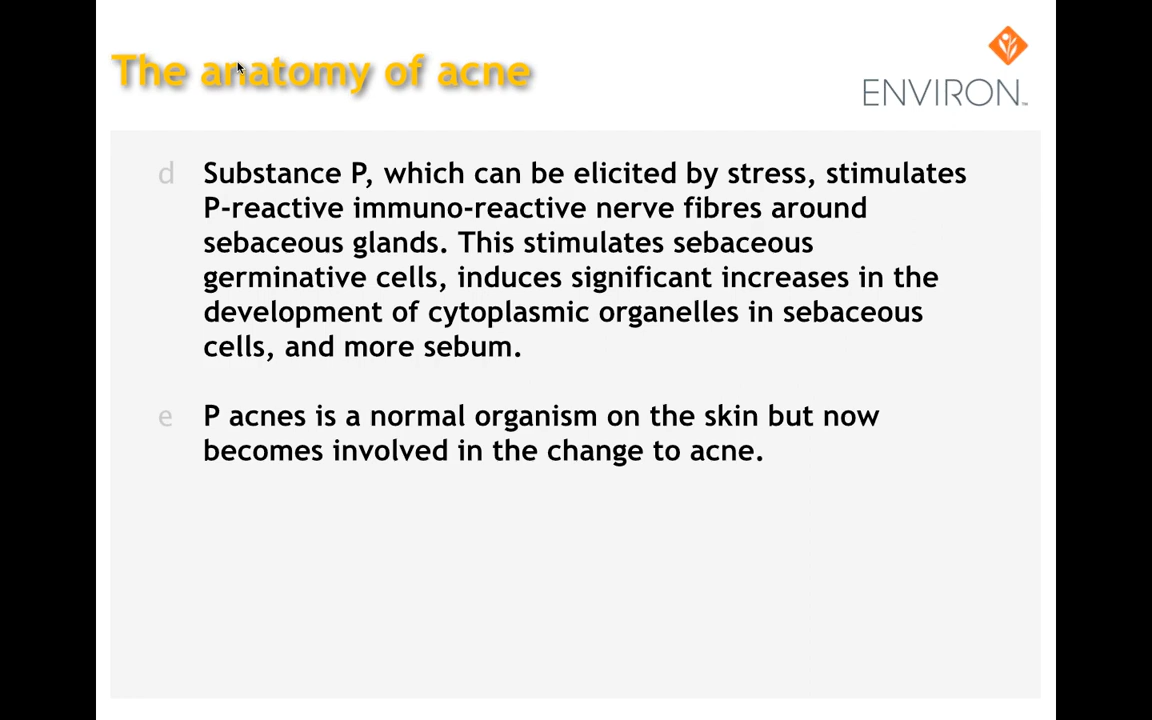 The anatomy of acne
ENVIRON™
d Substance P, which can be elicited by stress, stimulates
P-reactive immuno-reactive nerve fibres around
sebaceous glands. This stimulates sebaceous
germinative cells, induces significant increases in the
development of cytoplasmic organelles in sebaceous
cells, and more sebum.
e P acnes is a normal organism on the skin but now
becomes involved in the change to acne.